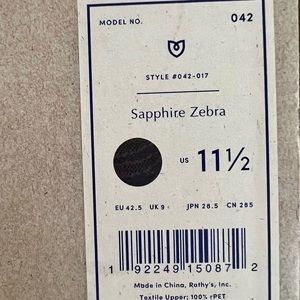 MODEL NO. 042
STYLE #042-017
Sapphire Zebra
US 11½
EU 42.5 UK 9 JPN 28.5 CN 285
1 92249 15087 2
Made in China, Rothy's, Inc.
Textile Upper: 100% rPET